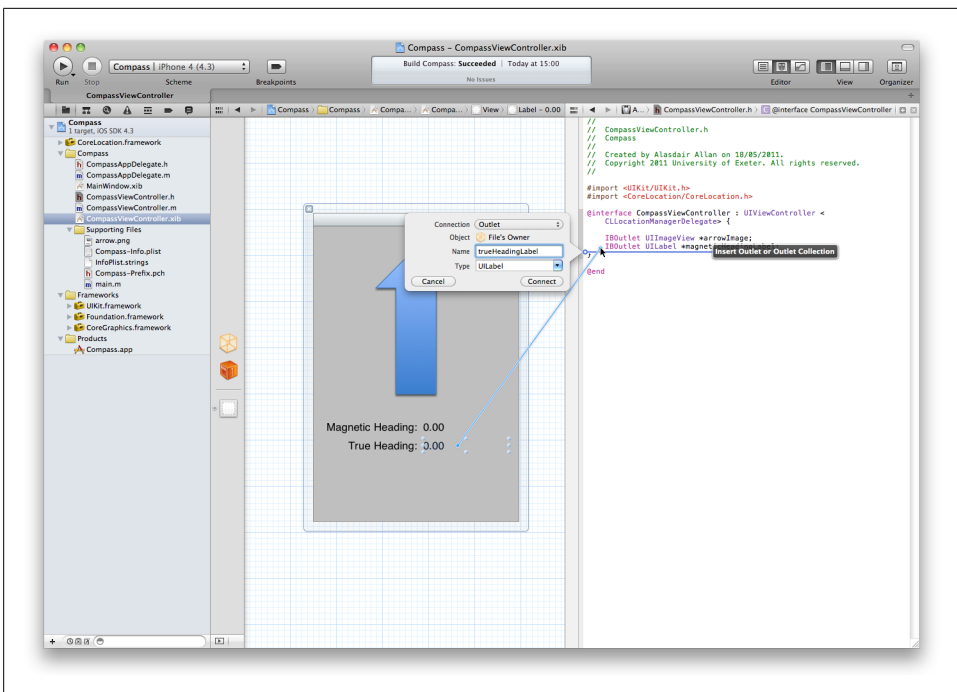 Compass - CompassViewController.xib
Compass | iPhone 4 (4.3)
Build Compass: Succeeded | Today at 15:00
No Issues
Run Stop Scheme Breakpoints Editor View Organizer
CompassViewController
Compass Compass Compa... Compa... View Label - 0.00
A... CompassViewController.h @interface CompassViewController
Compass
1 target, iOS SDK 4.3
CoreLocation.framework
Compass
CompassAppDelegate.h
CompassAppDelegate.m
MainWindow.xib
CompassViewController.h
CompassViewController.m
CompassViewController.xib
Supporting Files
arrow.png
Compass-Info.plist
InfoPlist.strings
Compass-Prefix.pch
main.m
Frameworks
UIKit.framework
Foundation.framework
CoreGraphics.framework
Products
Compass.app
Connection Outlet
Object File's Owner
Name trueHeadingLabel
Type UILabel
Cancel Connect
Magnetic Heading: 0.00
True Heading: 0.00
//
// CompassViewController.h
// Compass
//
// Created by Alasdair Allan on 18/05/2011.
// Copyright 2011 University of Exeter. All rights reserved.
//
#import <UIKit/UIKit.h>
#import <CoreLocation/CoreLocation.h>
@interface CompassViewController : UIViewController <
CLLocationManagerDelegate> {
IBOutlet UIImageView *arrowImage;
IBOutlet UILabel
Insert Outlet or Outlet Collection
}
@end